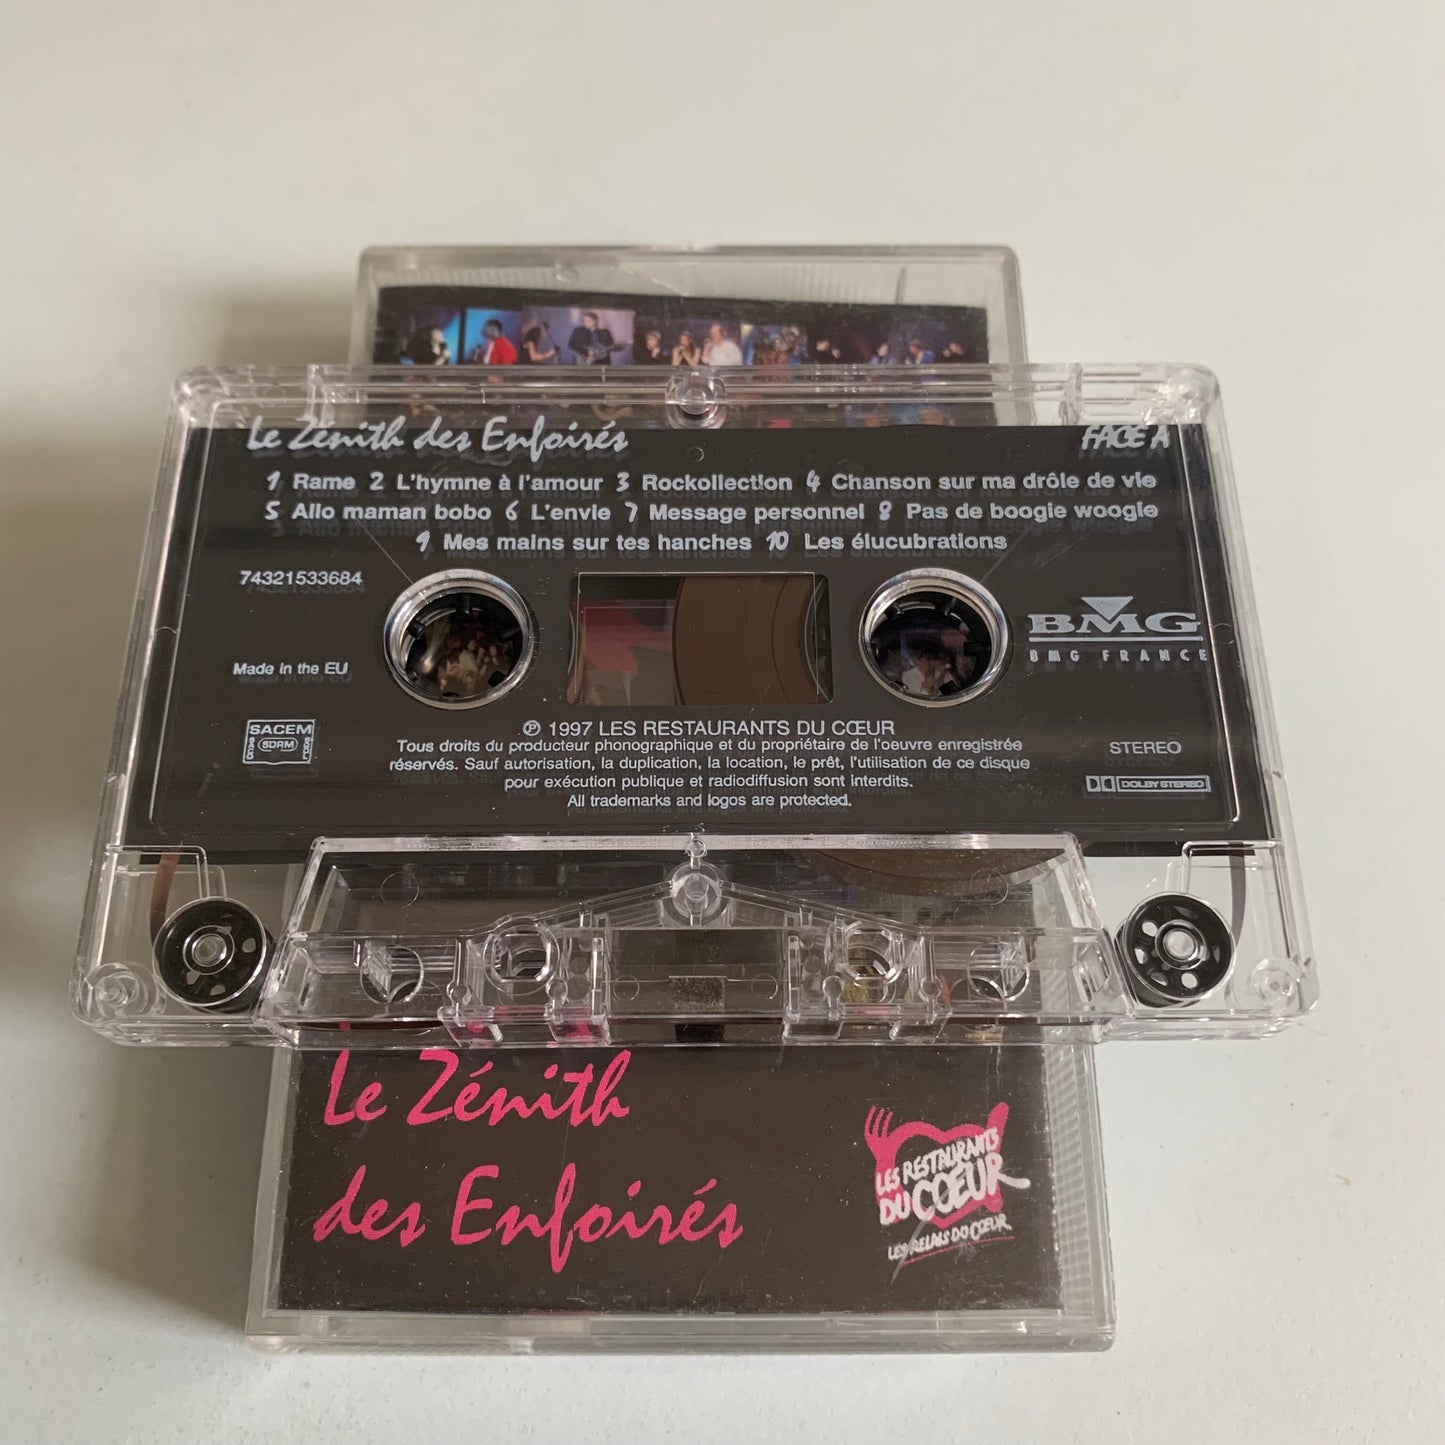 Le Zénith des Enfoirés
FACE A
1 Rame 2 L'hymne à l'amour 3 Rockollection 4 Chanson sur ma drôle de vie
5 Allo maman bobo 6 L'envie 7 Message personnel 8 Pas de boogie woogie
9 Mes mains sur tes hanches 10 Les élucubrations
74321533684
BMG
BMG FRANCE
Made in the EU
SACEM
SACD
SDRM
SGDL
℗ 1997 LES RESTAURANTS DU CŒUR
Tous droits du producteur phonographique et du propriétaire de l'oeuvre enregistrée
réservés. Sauf autorisation, la duplication, la location, le prêt, l'utilisation de ce disque
pour exécution publique et radiodiffusion sont interdits.
All trademarks and logos are protected.
STEREO
DOLBY STEREO
Le Zénith
des Enfoirés
LES RESTAURANTS
DU CŒUR
LES RELAIS DU CŒUR